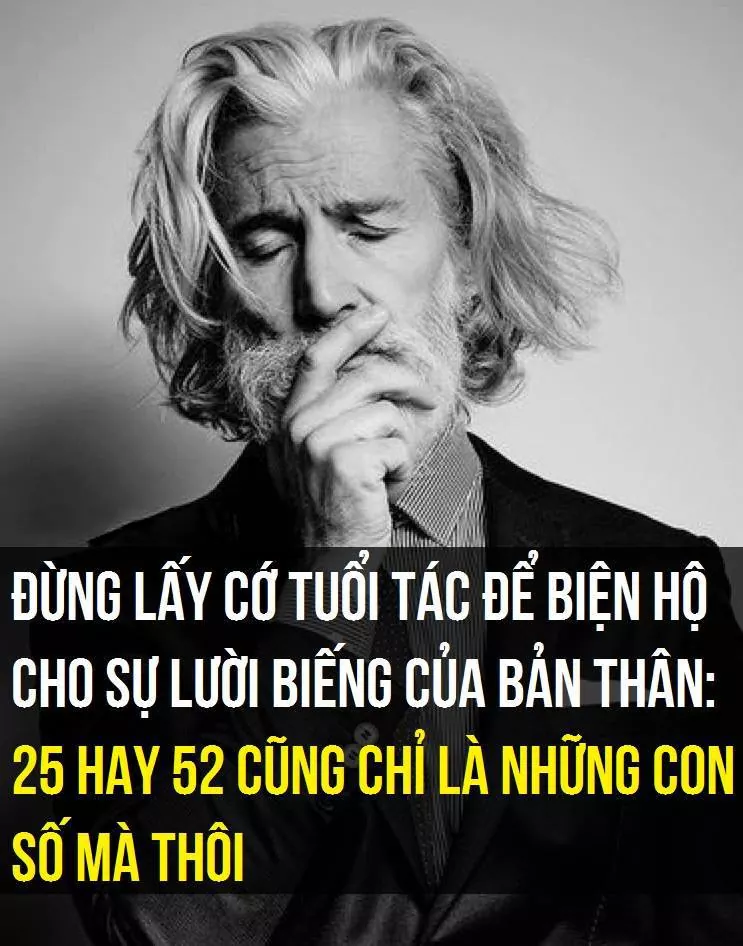 ĐỪNG LẤY CỚ TUỔI TÁC ĐỂ BIỆN HỘ
CHO SỰ LƯỜI BIẾNG CỦA BẢN THÂN:
25 HAY 52 CŨNG CHỈ LÀ NHỮNG CON
SỐ MÀ THÔI